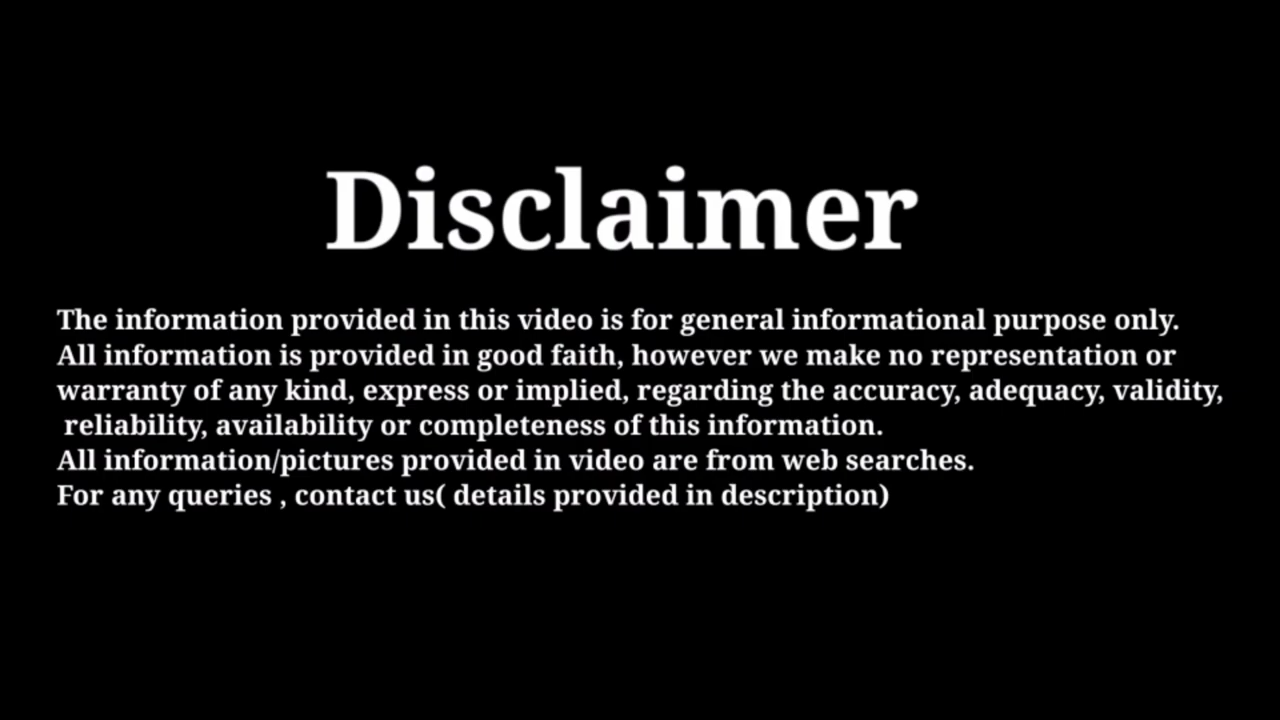 Disclaimer
The information provided in this video is for general informational purpose only.
All information is provided in good faith, however we make no representation or
warranty of any kind, express or implied, regarding the accuracy, adequacy, validity,
reliability, availability or completeness of this information.
All information/pictures provided in video are from web searches.
For any queries , contact us( details provided in description)